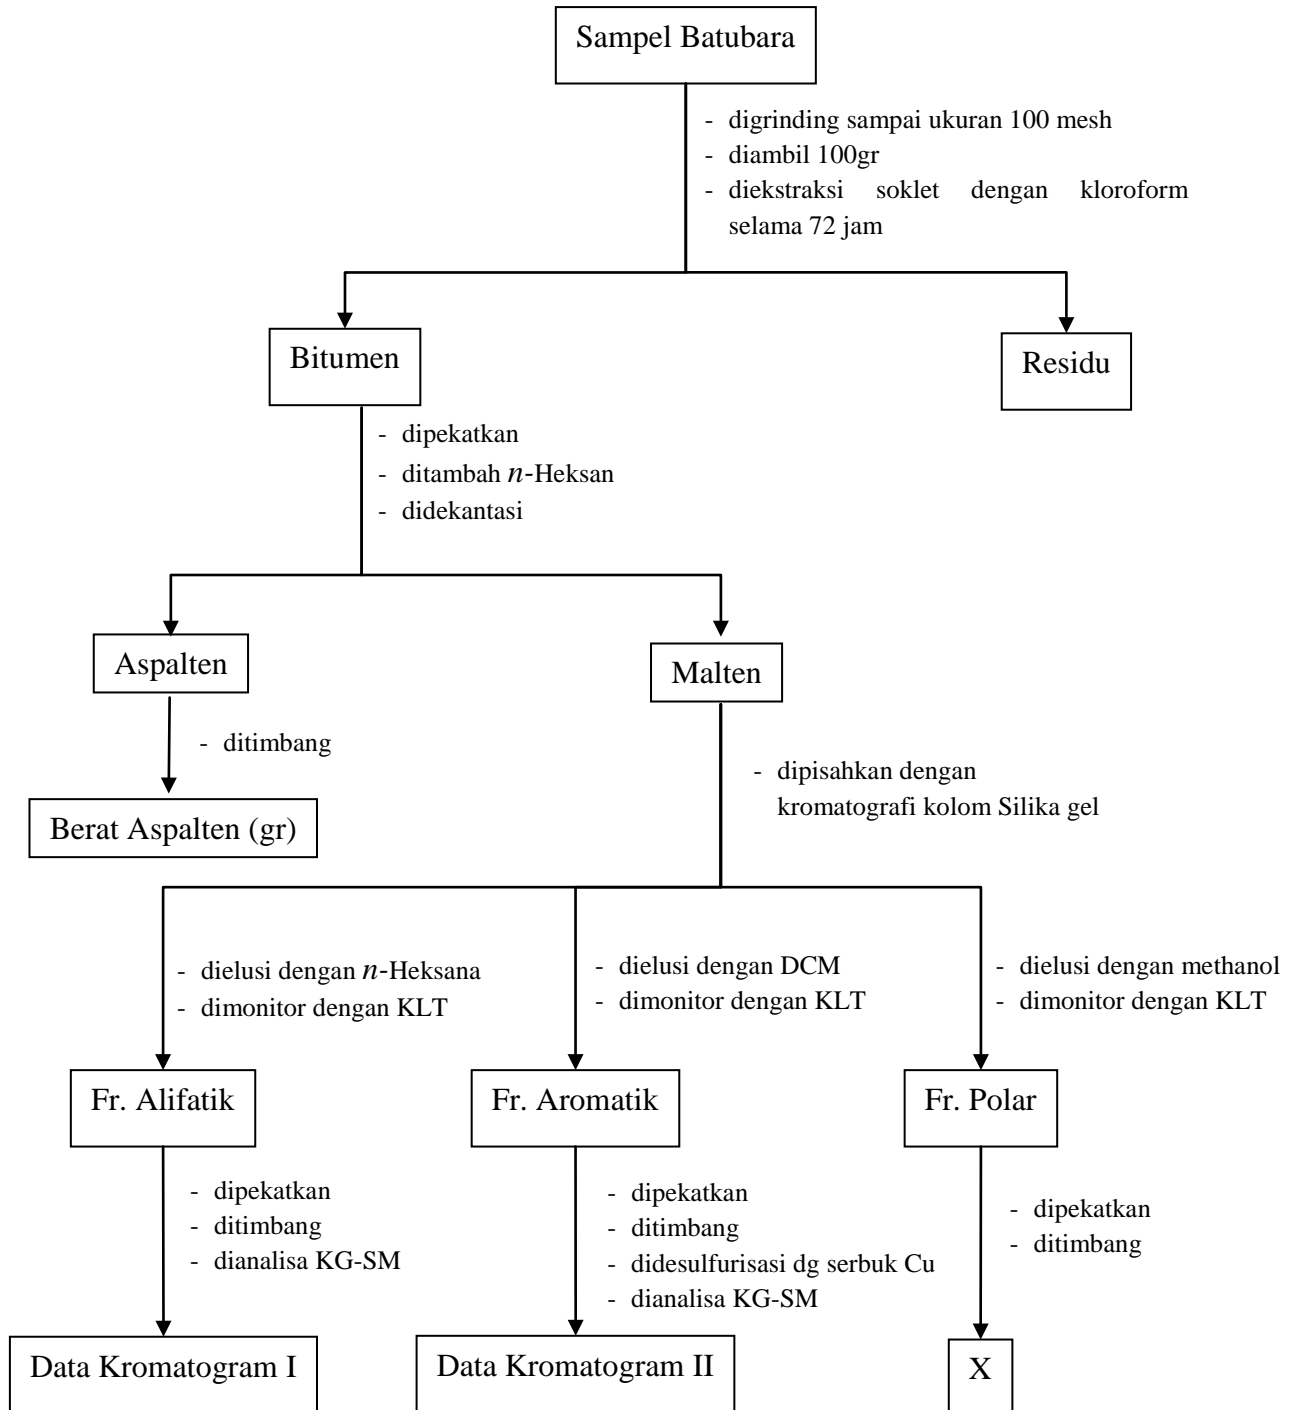 Sampel Batubara
- digrinding sampai ukuran 100 mesh
- diambil 100gr
- diekstraksi soklet dengan kloroform
selama 72 jam
Bitumen
Residu
- dipekatkan
- ditambah n-Heksan
- didekantasi
Aspalten
Malten
- ditimbang
- dipisahkan dengan
kromatografi kolom Silika gel
Berat Aspalten (gr)
- dielusi dengan n-Heksana
- dimonitor dengan KLT
- dielusi dengan DCM
- dimonitor dengan KLT
- dielusi dengan methanol
- dimonitor dengan KLT
Fr. Alifatik
Fr. Aromatik
Fr. Polar
- dipekatkan
- ditimbang
- dianalisa KG-SM
- dipekatkan
- ditimbang
- didesulfurisasi dg serbuk Cu
- dianalisa KG-SM
- dipekatkan
- ditimbang
Data Kromatogram I
Data Kromatogram II
X